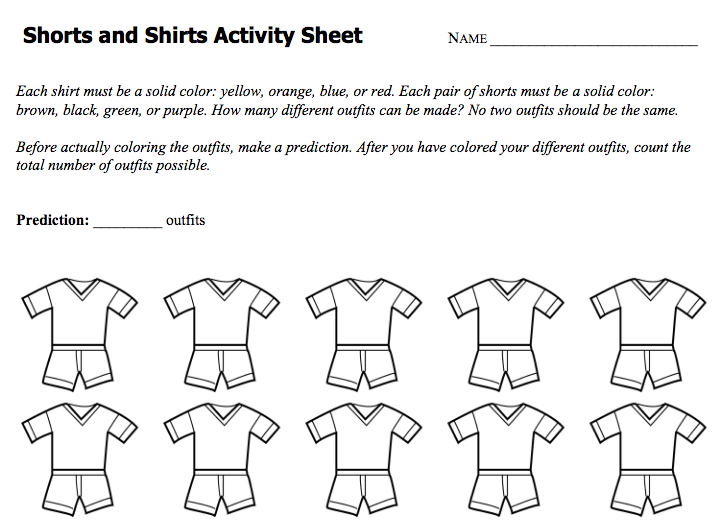 Shorts and Shirts Activity Sheet
NAME ____________________________
Each shirt must be a solid color: yellow, orange, blue, or red. Each pair of shorts must be a solid color:
brown, black, green, or purple. How many different outfits can be made? No two outfits should be the same.
Before actually coloring the outfits, make a prediction. After you have colored your different outfits, count the
total number of outfits possible.
Prediction: _________ outfits